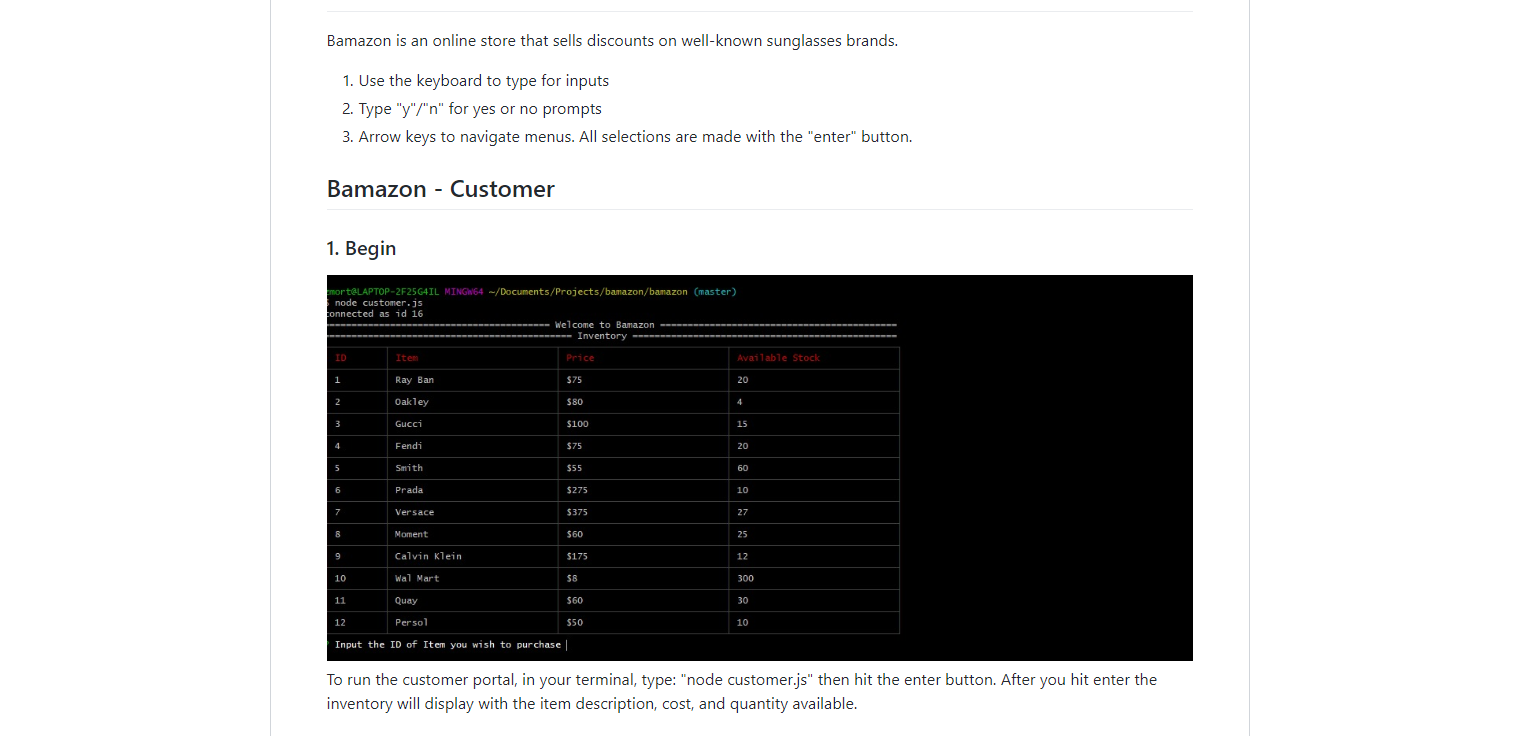 Bamazon is an online store that sells discounts on well-known sunglasses brands.
1. Use the keyboard to type for inputs
2. Type "y"/"n" for yes or no prompts
3. Arrow keys to navigate menus. All selections are made with the "enter" button.
Bamazon - Customer
1. Begin
mort@LAPTOP-2F25G4IL MINGW64 ~/Documents/Projects/bamazon/bamazon (master)
$ node customer.js
connected as id 16
======================================== Welcome to Bamazon ===========================================
============================================ Inventory ================================================
ID Item Price Available Stock
1 Ray Ban $75 20
2 Oakley $80 4
3 Gucci $100 15
4 Fendi $75 20
5 Smith $55 60
6 Prada $275 10
7 Versace $375 27
8 Moment $60 25
9 Calvin Klein $175 12
10 Wal Mart $8 300
11 Quay $60 30
12 Persol $50 10
Input the ID of Item you wish to purchase
To run the customer portal, in your terminal, type: "node customer.js" then hit the enter button. After you hit enter the
inventory will display with the item description, cost, and quantity available.